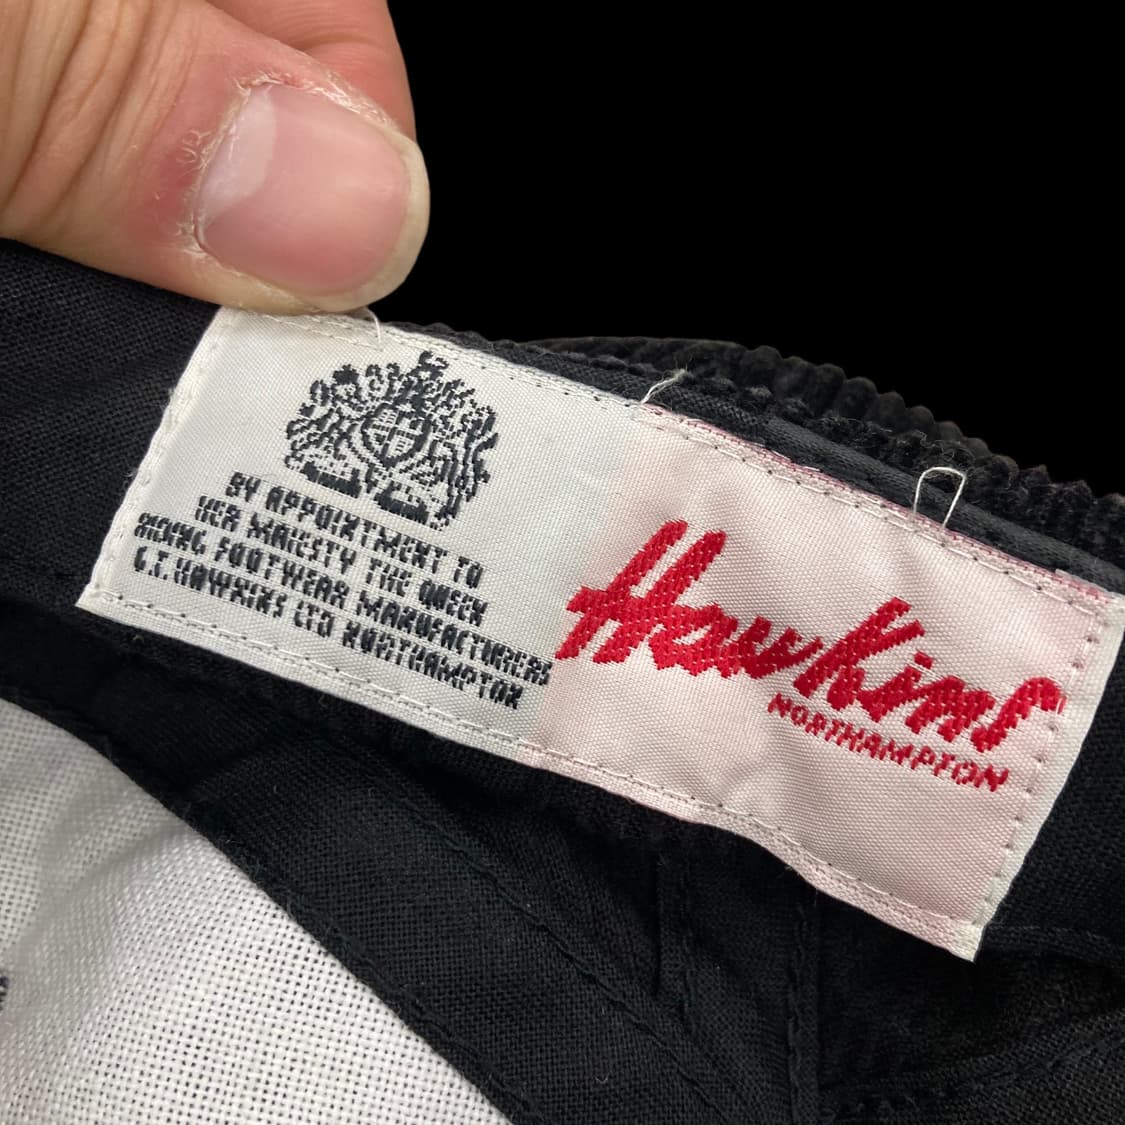 BY APPOINTMENT TO
HER MAJESTY THE QUEEN
RIDING FOOTWEAR MANUFACTURERS
G.T. HAWKINS LTD NORTHAMPTON
Hawkins
NORTHAMPTON